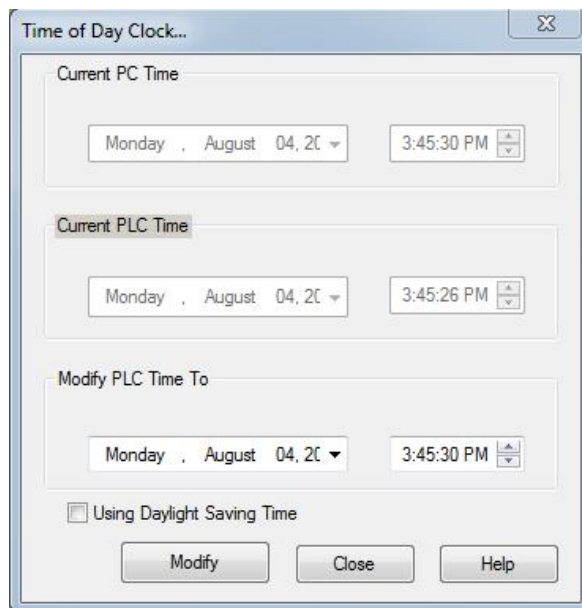 Time of Day Clock...
Current PC Time
Monday , August 04, 20 3:45:30 PM
Current PLC Time
Monday , August 04, 20 3:45:26 PM
Modify PLC Time To
Monday , August 04, 20 3:45:30 PM
Using Daylight Saving Time
Modify Close Help